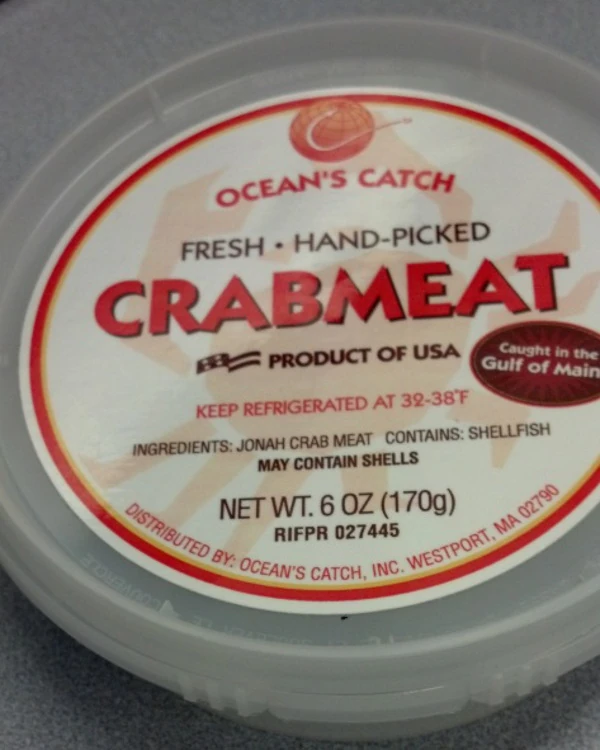 OCEAN'S CATCH
FRESH • HAND-PICKED
CRABMEAT
PRODUCT OF USA
Caught in the
Gulf of Main
KEEP REFRIGERATED AT 32-38°F
INGREDIENTS: JONAH CRAB MEAT CONTAINS: SHELLFISH
MAY CONTAIN SHELLS
NET WT. 6 OZ (170g)
RIFPR 027445
DISTRIBUTED BY: OCEAN'S CATCH, INC. WESTPORT, MA 02790